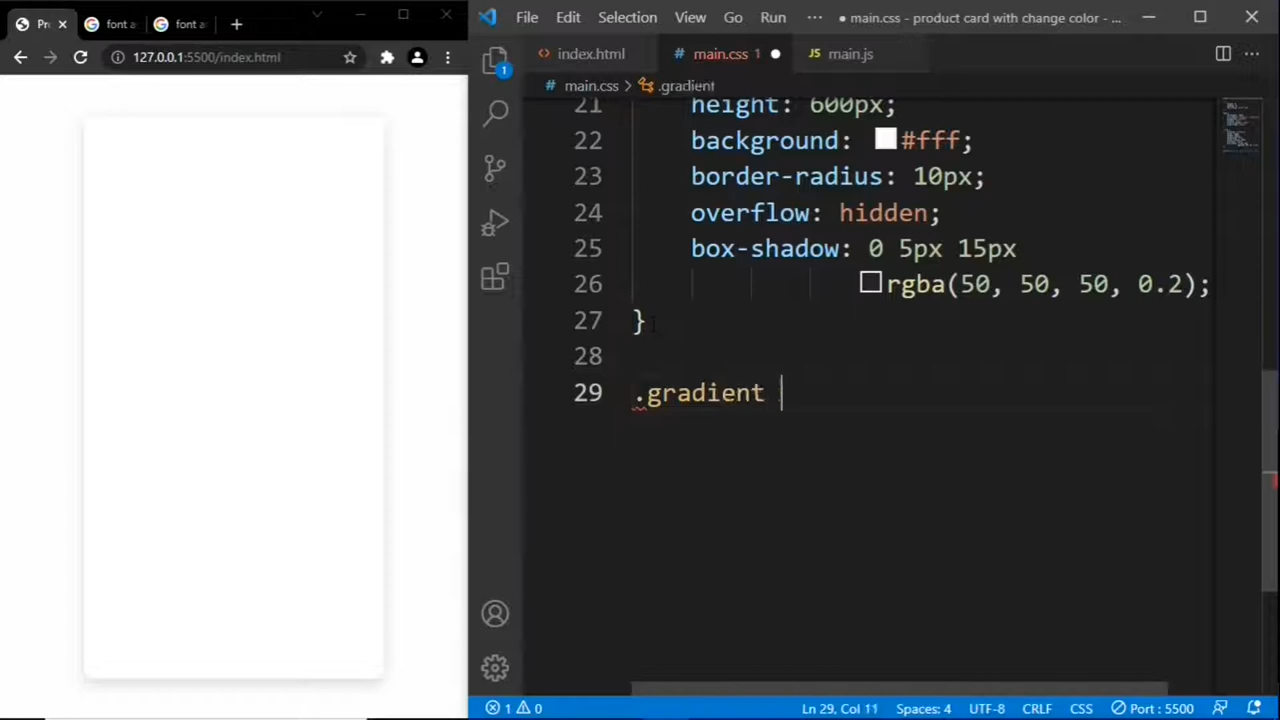 Pr
font a
font a
127.0.0.1:5500/index.html
File Edit Selection View Go Run ··· ● main.css - product card with change color - ...
index.html
main.css 1 ●
JS main.js
# main.css > .gradient
1
21 height: 600px;
22 background: #fff;
23 border-radius: 10px;
24 overflow: hidden;
25 box-shadow: 0 5px 15px
26 rgba(50, 50, 50, 0.2);
27 }
28
29 .gradient
1 0 Ln 29, Col 11 Spaces: 4 UTF-8 CRLF CSS Port : 5500